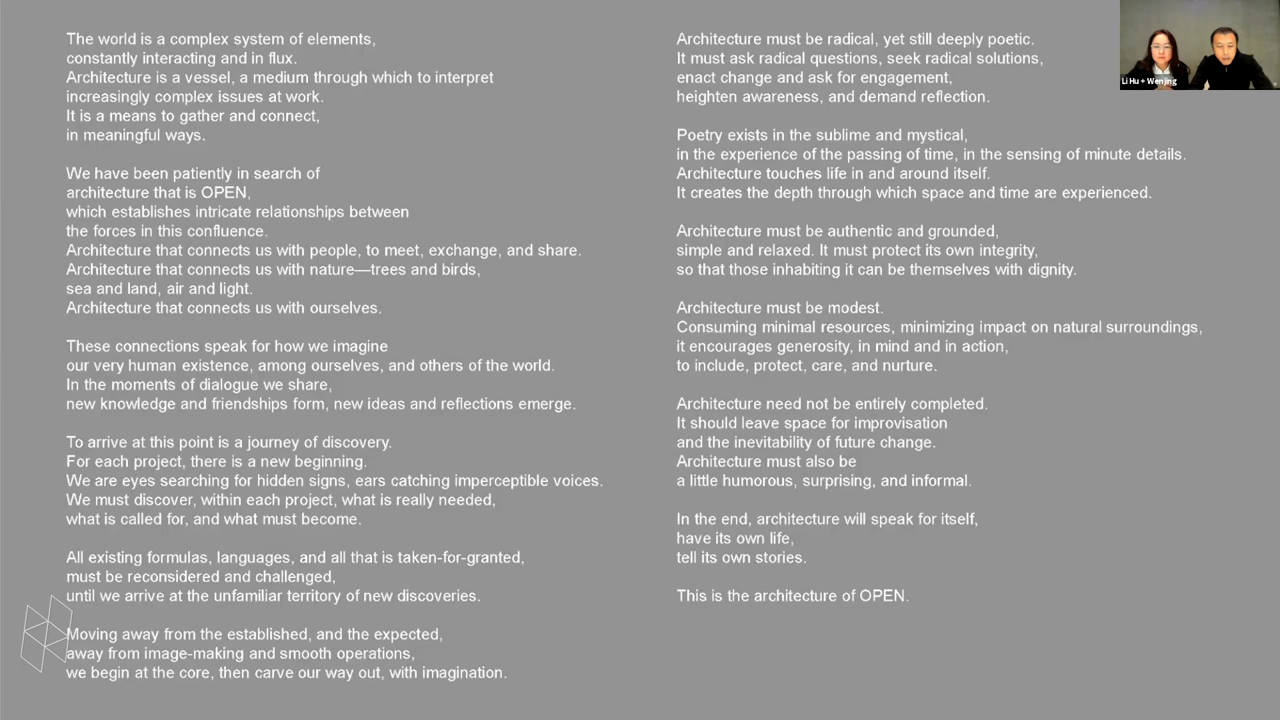 The world is a complex system of elements,
constantly interacting and in flux.
Architecture is a vessel, a medium through which to interpret
increasingly complex issues at work.
It is a means to gather and connect,
in meaningful ways.
We have been patiently in search of
architecture that is OPEN,
which establishes intricate relationships between
the forces in this confluence.
Architecture that connects us with people, to meet, exchange, and share.
Architecture that connects us with nature—trees and birds,
sea and land, air and light.
Architecture that connects us with ourselves.
These connections speak for how we imagine
our very human existence, among ourselves, and others of the world.
In the moments of dialogue we share,
new knowledge and friendships form, new ideas and reflections emerge.
To arrive at this point is a journey of discovery.
For each project, there is a new beginning.
We are eyes searching for hidden signs, ears catching imperceptible voices.
We must discover, within each project, what is really needed,
what is called for, and what must become.
All existing formulas, languages, and all that is taken-for-granted,
must be reconsidered and challenged,
until we arrive at the unfamiliar territory of new discoveries.
Moving away from the established, and the expected,
away from image-making and smooth operations,
we begin at the core, then carve our way out, with imagination.
Architecture must be radical, yet still deeply poetic.
It must ask radical questions, seek radical solutions,
enact change and ask for engagement,
heighten awareness, and demand reflection.
Poetry exists in the sublime and mystical,
in the experience of the passing of time, in the sensing of minute details.
Architecture touches life in and around itself.
It creates the depth through which space and time are experienced.
Architecture must be authentic and grounded,
simple and relaxed. It must protect its own integrity,
so that those inhabiting it can be themselves with dignity.
Architecture must be modest.
Consuming minimal resources, minimizing impact on natural surroundings,
it encourages generosity, in mind and in action,
to include, protect, care, and nurture.
Architecture need not be entirely completed.
It should leave space for improvisation
and the inevitability of future change.
Architecture must also be
a little humorous, surprising, and informal.
In the end, architecture will speak for itself,
have its own life,
tell its own stories.
This is the architecture of OPEN.
Li Hu + Wenjing